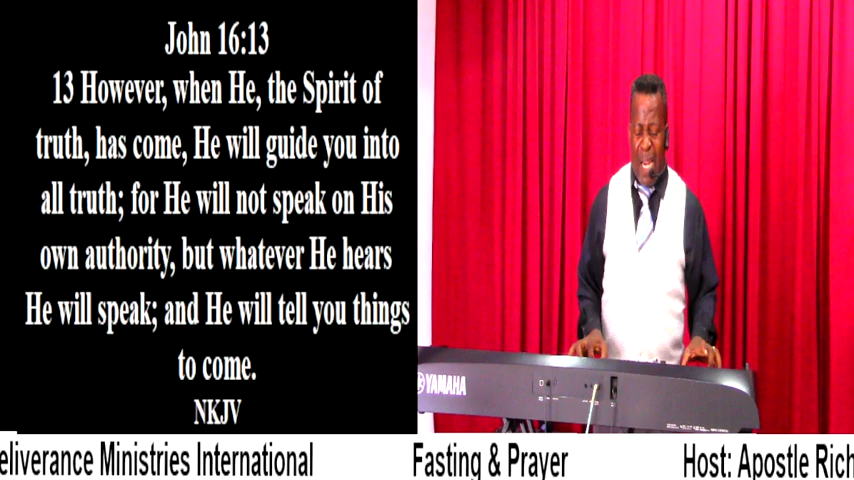 John 16:13
13 However, when He, the Spirit of
truth, has come, He will guide you into
all truth; for He will not speak on His
own authority, but whatever He hears
He will speak; and He will tell you things
to come.
NKJV
YAMAHA
eliverance Ministries International Fasting & Prayer Host: Apostle Rich